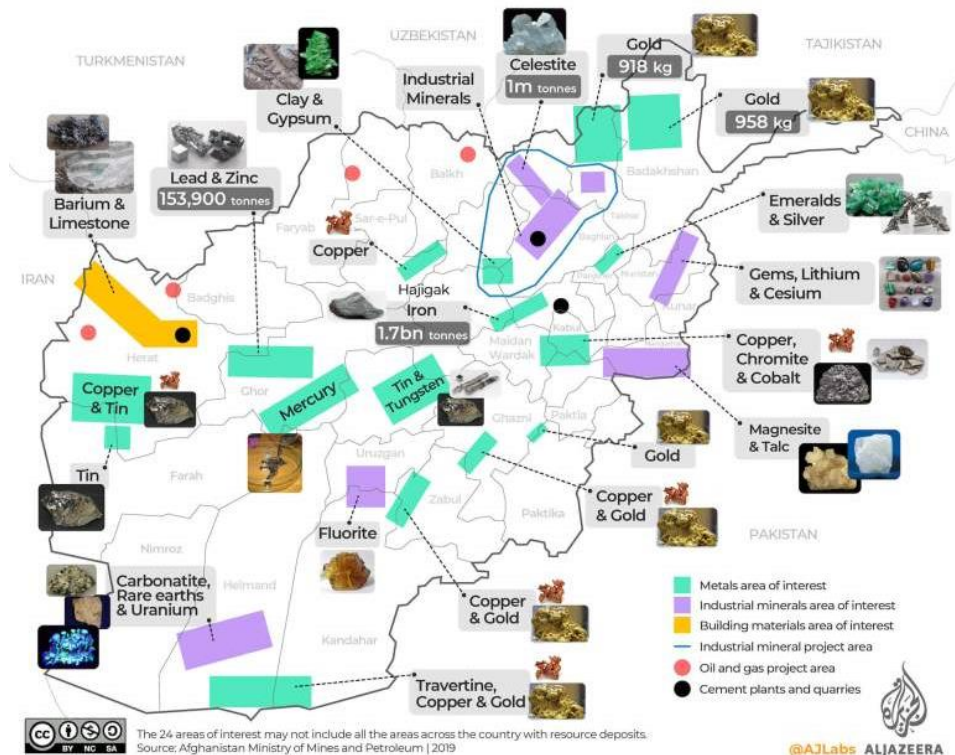 UZBEKISTAN
TAJIKISTAN
TURKMENISTAN
CHINA
IRAN
PAKISTAN
Clay &
Gypsum
Industrial
Minerals
Celestite
1m tonnes
Gold
918 kg
Gold
958 kg
Barium &
Limestone
Lead & Zinc
153,900 tonnes
Copper
Hajigak
Iron
1.7bn tonnes
Emeralds
& Silver
Gems, Lithium
& Cesium
Copper,
Chromite
& Cobalt
Magnesite
& Talc
Copper
& Tin
Tin
Mercury
Tin &
Tungsten
Gold
Copper
& Gold
Fluorite
Copper
& Gold
Carbonatite,
Rare earths
& Uranium
Travertine,
Copper & Gold
Balkh
Badakhshan
Takhar
Faryab
Sar-e-Pul
Baghlan
Nuristan
Kunar
Badghis
Herat
Ghor
Maidan
Wardak
Kabul
Ghazni
Paktia
Paktika
Uruzgan
Zabul
Farah
Nimroz
Helmand
Kandahar
Metals area of interest
Industrial minerals area of interest
Building materials area of interest
Industrial mineral project area
Oil and gas project area
Cement plants and quarries
cc
BY NC SA
The 24 areas of interest may not include all the areas across the country with resource deposits.
Source: Afghanistan Ministry of Mines and Petroleum | 2019
@AJLabs ALJAZEERA